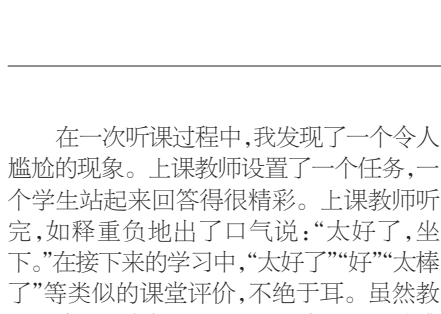 在一次听课过程中,我发现了一个令人
尴尬的现象。上课教师设置了一个任务,一
个学生站起来回答得很精彩。上课教师听
完,如释重负地出了口气说:“太好了,坐
下。”在接下来的学习中,“太好了”“好”“太棒
了”等类似的课堂评价,不绝于耳。虽然教